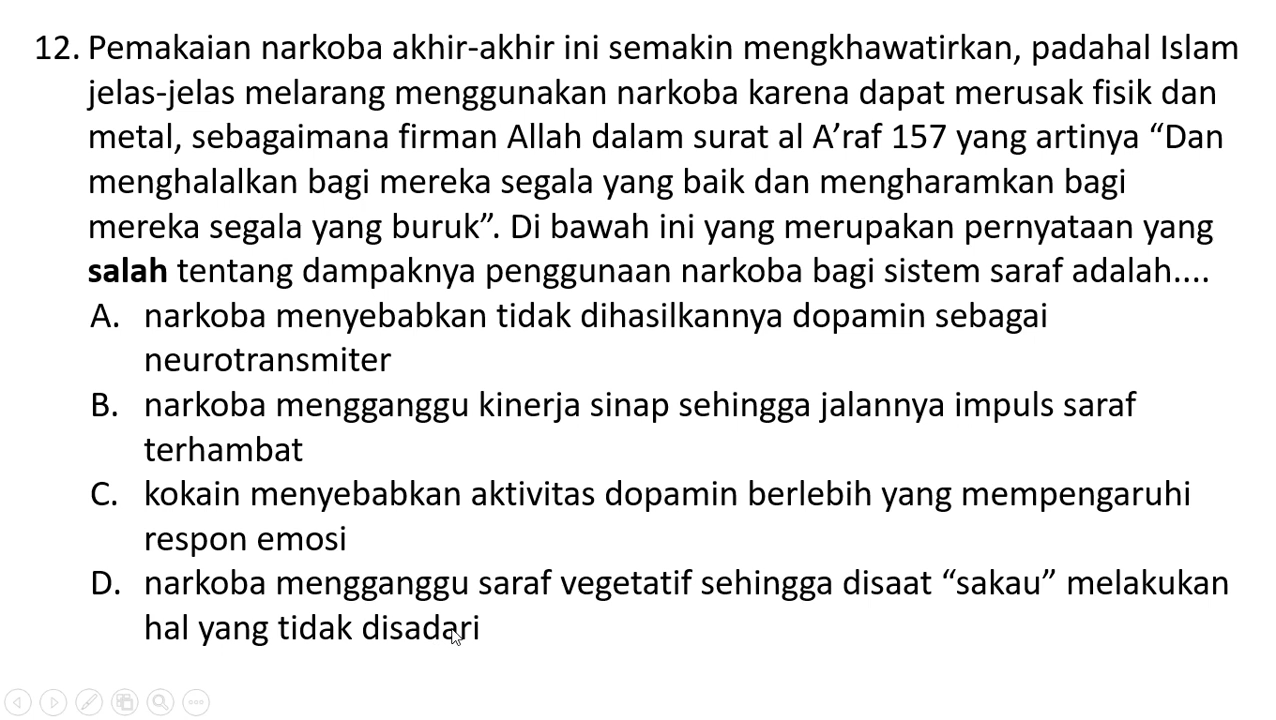 12. Pemakaian narkoba akhir-akhir ini semakin mengkhawatirkan, padahal Islam
jelas-jelas melarang menggunakan narkoba karena dapat merusak fisik dan
metal, sebagaimana firman Allah dalam surat al A’raf 157 yang artinya “Dan
menghalalkan bagi mereka segala yang baik dan mengharamkan bagi
mereka segala yang buruk”. Di bawah ini yang merupakan pernyataan yang
salah tentang dampaknya penggunaan narkoba bagi sistem saraf adalah....
A. narkoba menyebabkan tidak dihasilkannya dopamin sebagai
neurotransmiter
B. narkoba mengganggu kinerja sinap sehingga jalannya impuls saraf
terhambat
C. kokain menyebabkan aktivitas dopamin berlebih yang mempengaruhi
respon emosi
D. narkoba mengganggu saraf vegetatif sehingga disaat “sakau” melakukan
hal yang tidak disadari